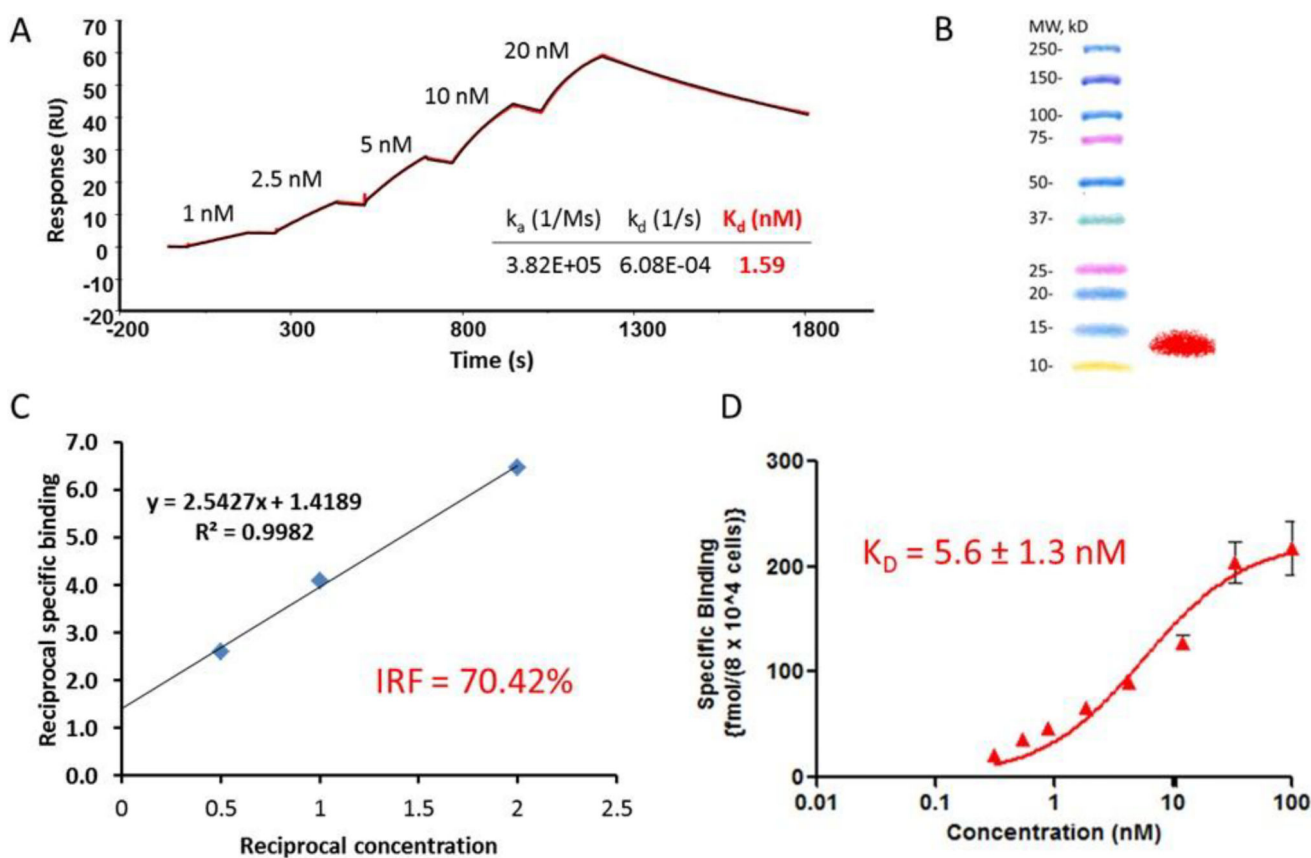 A
Response (RU)
70
60
50
40
30
20
10
0
-10
-20
1 nM
2.5 nM
5 nM
10 nM
20 nM
ka (1/Ms) kd (1/s) Kd (nM)
3.82E+05 6.08E-04 1.59
-200 300 800 1300 1800
Time (s)
B
MW, kD
250-
150-
100-
75-
50-
37-
25-
20-
15-
10-
C
Reciprocal specific binding
7.0
6.0
5.0
4.0
3.0
2.0
1.0
0.0
y = 2.5427x + 1.4189
R² = 0.9982
IRF = 70.42%
0 0.5 1 1.5 2 2.5
Reciprocal concentration
D
Specific Binding
{fmol/(8 x 10^4 cells)}
300
200
100
0
KD = 5.6 ± 1.3 nM
0.01 0.1 1 10 100
Concentration (nM)